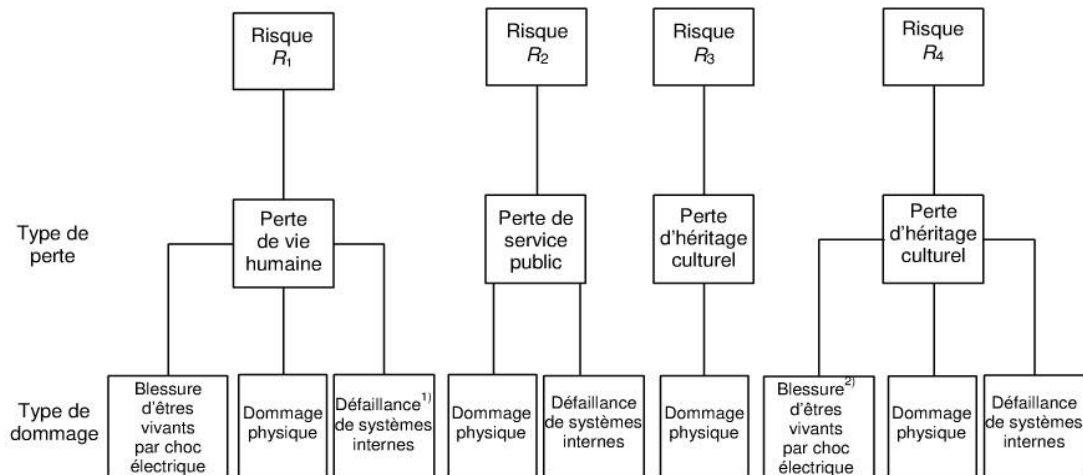 Risque
R1
Risque
R2
Risque
R3
Risque
R4
Type de
perte
Perte
de vie
humaine
Perte de
service
public
Perte
d'héritage
culturel
Perte
d'héritage
culturel
Type de
dommage
Blessure
d'êtres
vivants
par choc
électrique
Dommage
physique
Défaillance1)
de systèmes
internes
Dommage
physique
Défaillance
de systèmes
internes
Dommage
physique
Blessure2)
d'êtres
vivants
par choc
électrique
Dommage
physique
Défaillance
de systèmes
internes